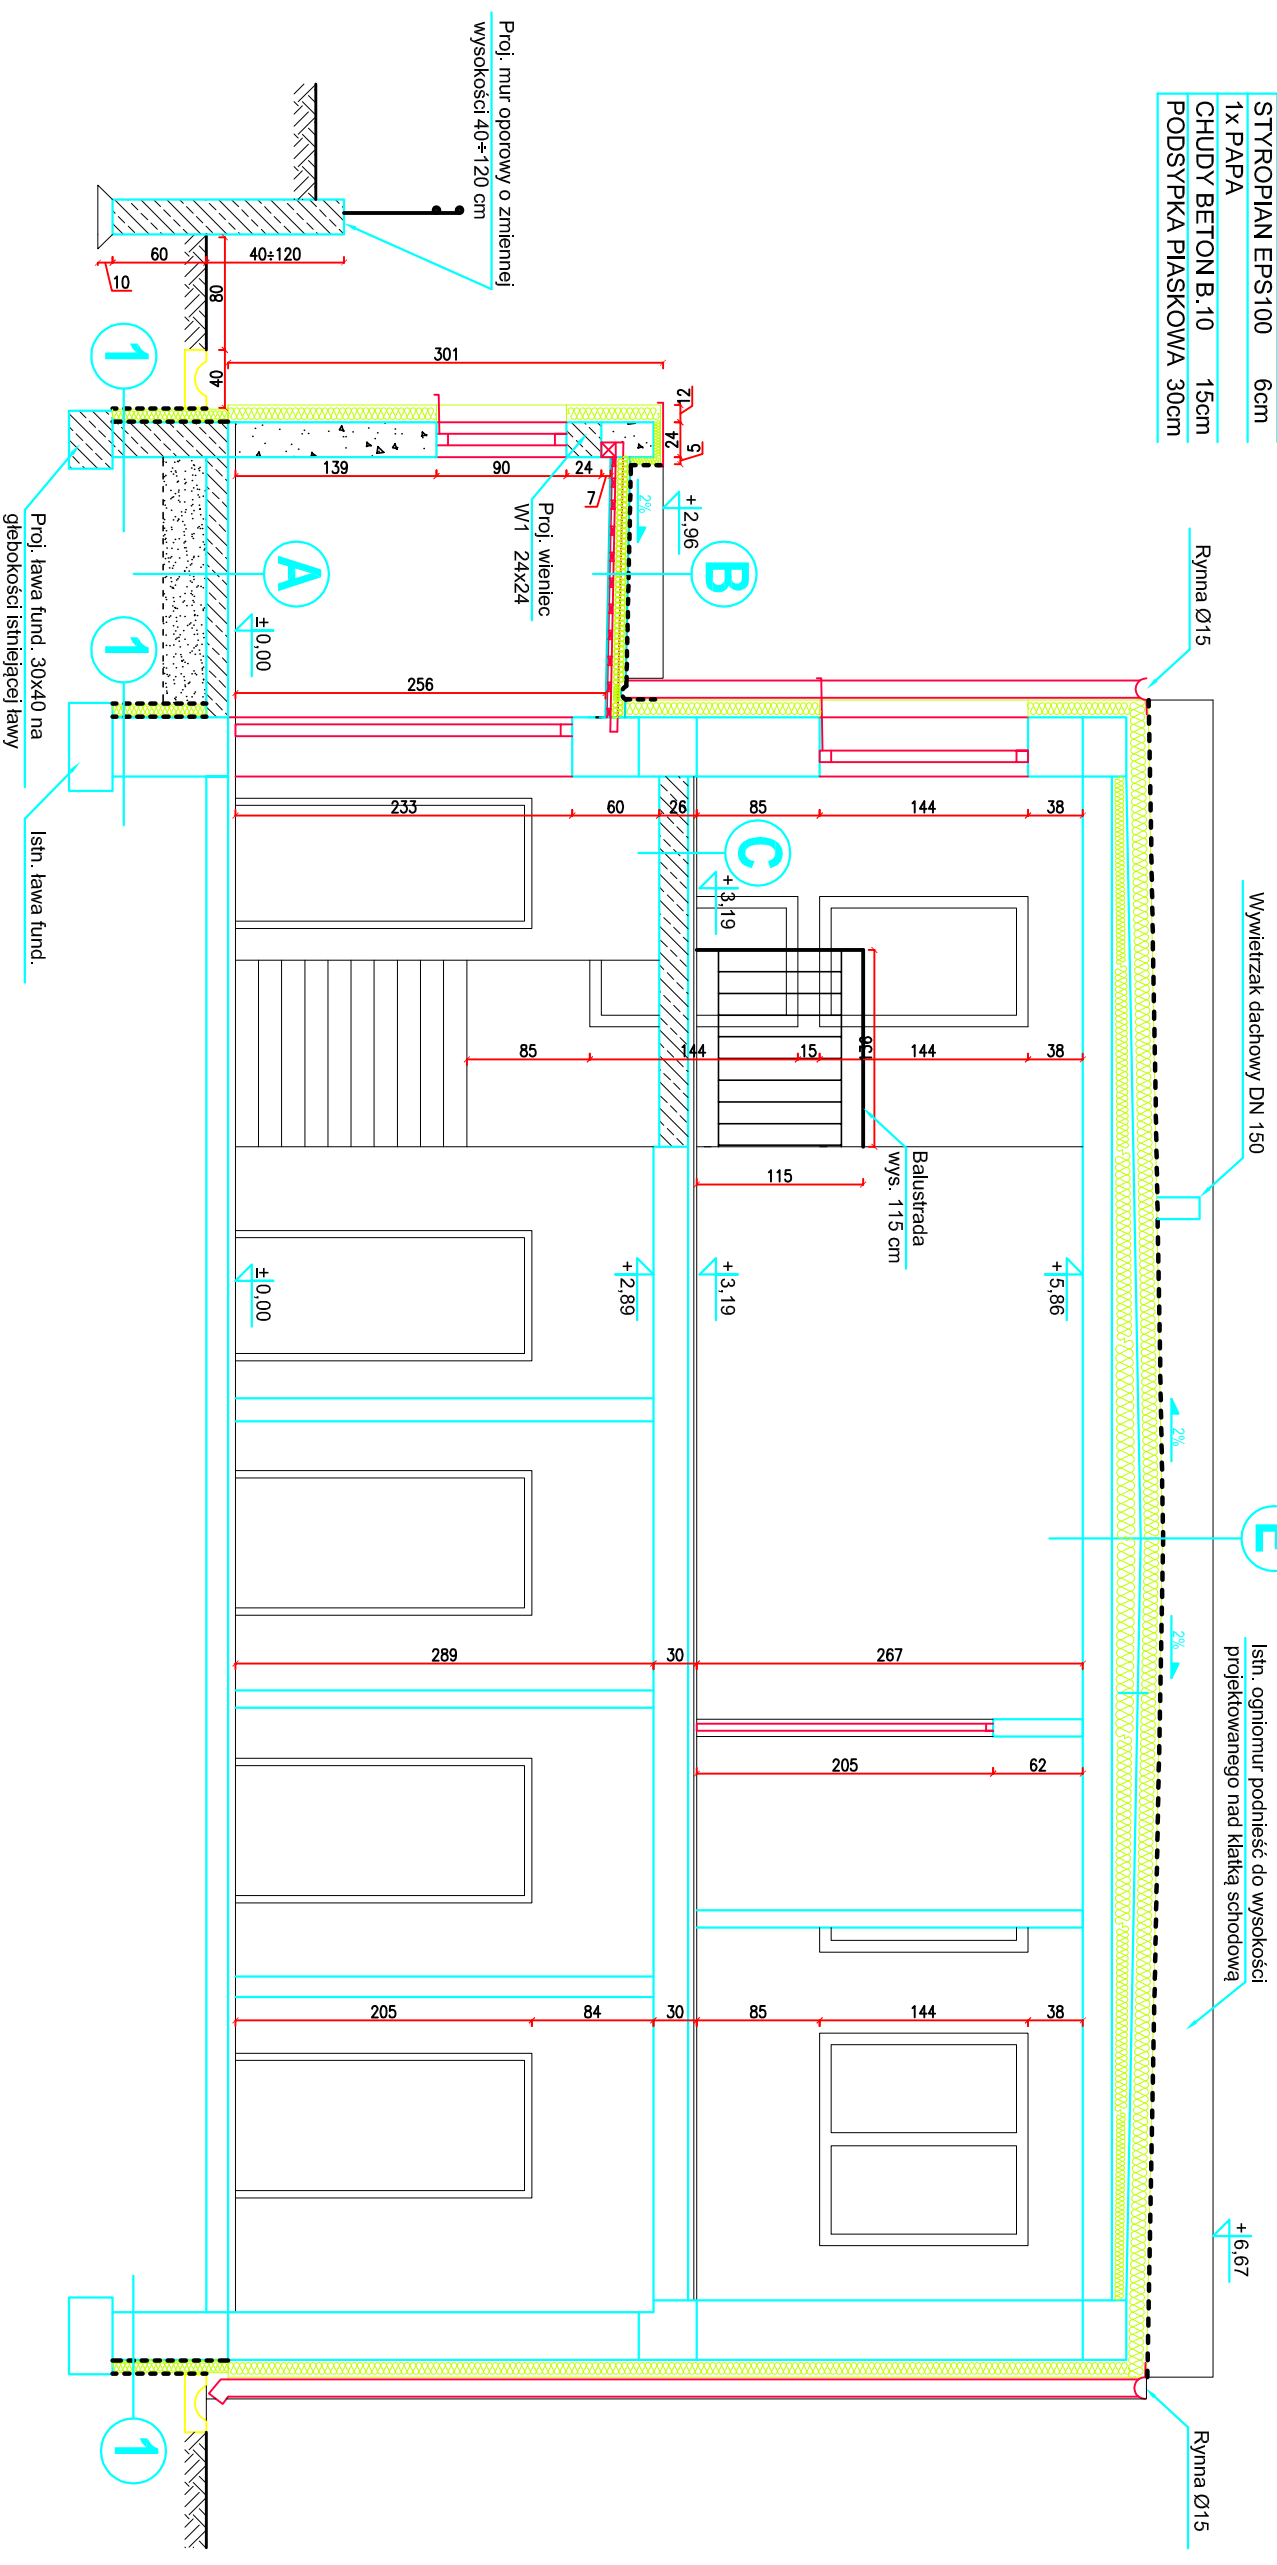 STYROPIAN EPS100 6cm
1x PAPA
CHUDY BETON B.10 15cm
PODSYPKA PIASKOWA 30cm
Rynna Ø15
Wywietrzak dachowy DN 150
Istn. ogniomur podnieść do wysokości
projektowanego nad klatką schodową
+6,67
Rynna Ø15
2%
2%
Proj. mur oporowy o zmiennej
wysokości 40÷120 cm
12
24
5
2%
+2,96
B
Proj. wieniec
W1 24x24
301
139
90
24
7
256
A
±0,00
38
144
85
26
60
233
C
+3,19
136
38
144
15
144
85
115
Balustrada
wys. 115 cm
+5,86
+3,19
+2,89
±0,00
267
30
289
62
205
38
144
85
30
84
205
40÷120
60
10
80
40
1
1
1
Proj. ława fund. 30x40 na
głebokości istniejącej ławy
Istn. ława fund.